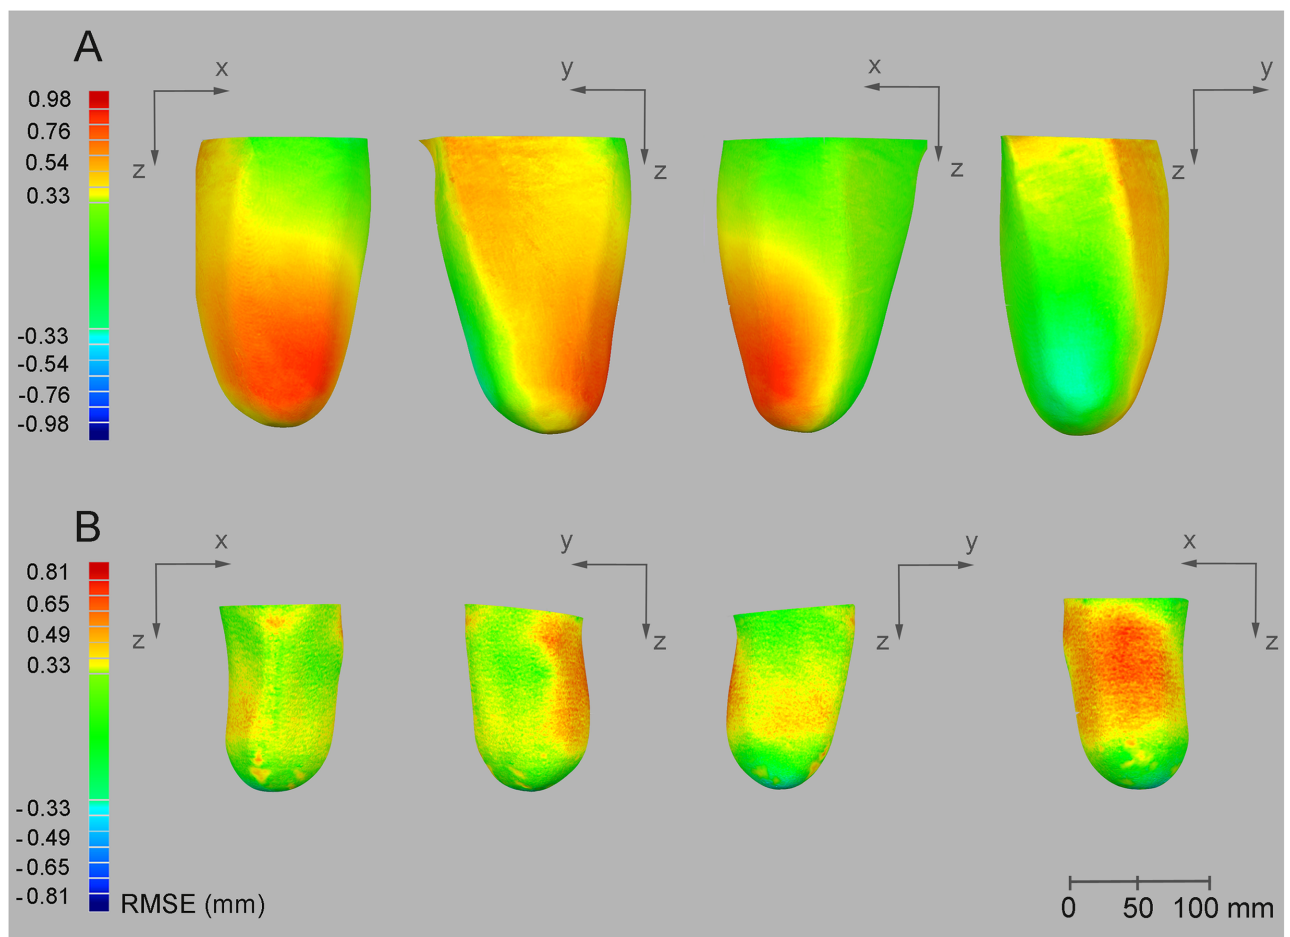 A
x
y
x
y
0.98
0.76
0.54
0.33
z
z
z
z
-0.33
-0.54
-0.76
-0.98
B
x
y
y
x
0.81
0.65
0.49
0.33
z
z
z
z
-0.33
-0.49
-0.65
-0.81
RMSE (mm)
0 50 100 mm